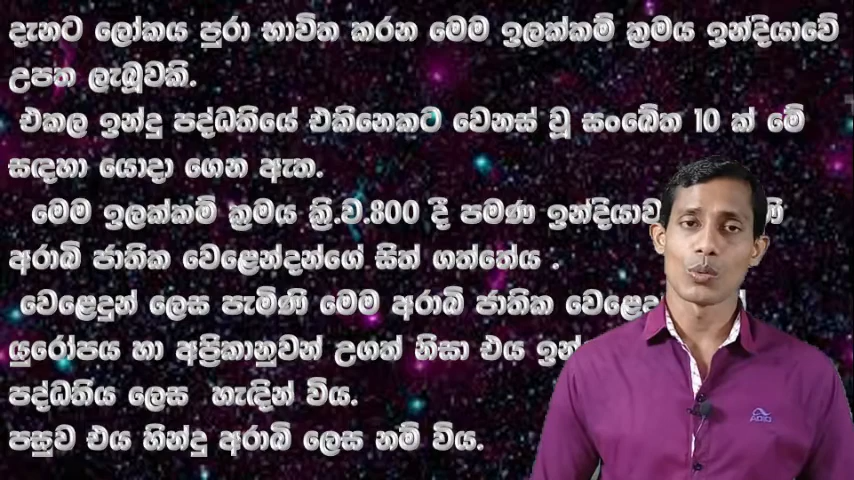 දැනට ලෝකය පුරා භාවිත කරන මෙම ඉලක්කම් ක්‍රමය ඉන්දියාවේ
උපත ලැබූවකි.
එකල ඉන්දු පද්ධතියේ එකිනෙකට වෙනස් වූ සංඛේත 10 ක් මේ
සඳහා යොදා ගෙන ඇත.
මෙම ඉලක්කම් ක්‍රමය ක්‍රි.ව.800 දී පමණ
අරාබි ජාතික වෙළෙන්දන්ගේ සිත් ගත්තේය .
වෙළෙදුන් ලෙස පැමිණි මෙම අරාබි ජාතික
යුරෝපය හා අප්‍රිකානුවන් උගත් නිසා එය
පද්ධතිය ලෙස හැඳින් විය.
පසුව එය හින්දු අරාබි ලෙස නම් විය.